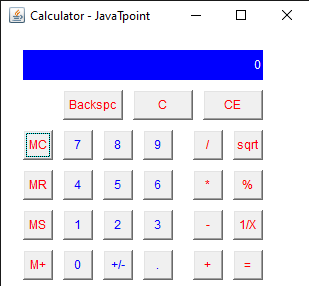 Calculator - JavaTpoint
0
Backspc C CE
MC 7 8 9 / sqrt
MR 4 5 6 * %
MS 1 2 3 - 1/X
M+ 0 +/- . + =